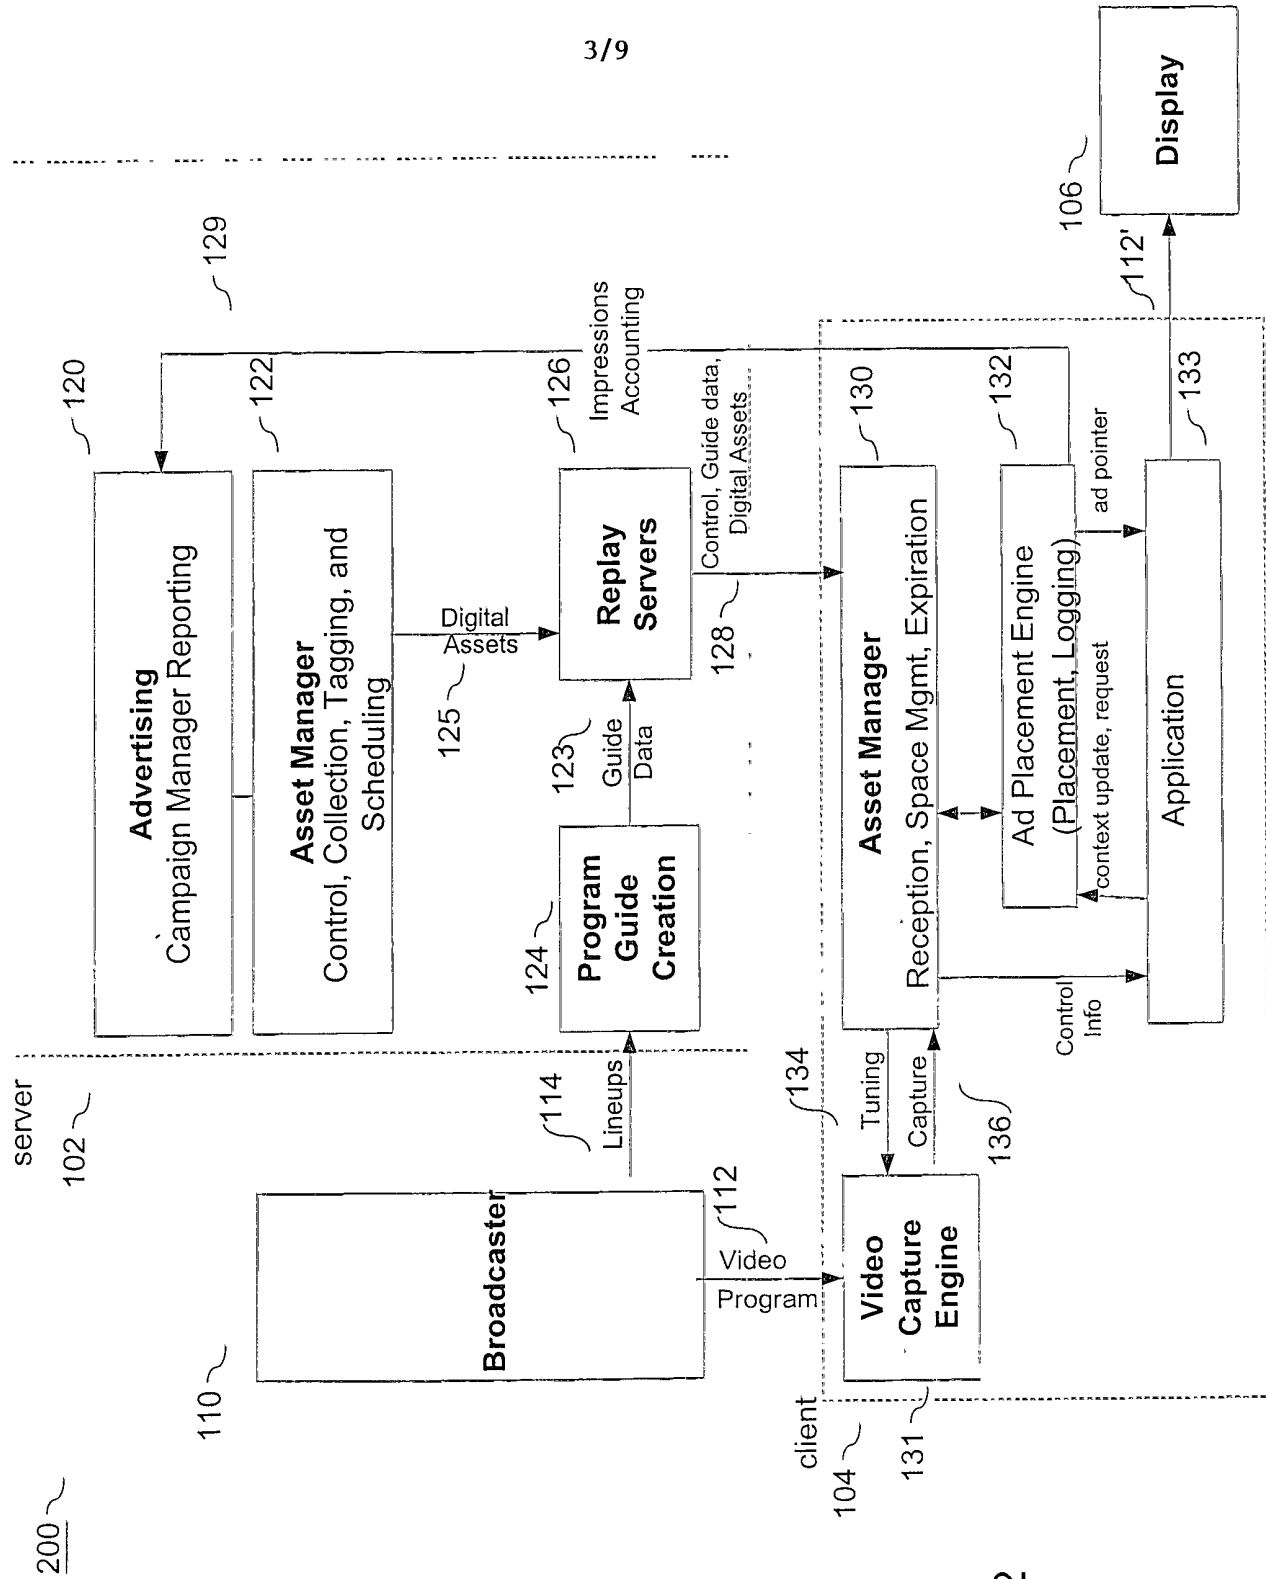 3/9
200
server
102
110
Broadcaster
114
Lineups
112
Video
Program
120
Advertising
Campaign Manager Reporting
122
Asset Manager
Control, Collection, Tagging, and
Scheduling
129
125
Digital
Assets
124
Program
Guide
Creation
123
Guide
Data
126
Replay
Servers
Impressions
Accounting
128
Control, Guide data,
Digital Assets
client
104
131
Video
Capture
Engine
134
Tuning
Capture
136
130
Asset Manager
Reception, Space Mgmt, Expiration
132
Ad Placement Engine
(Placement, Logging)
context update, request
ad pointer
Control
Info
133
Application
112'
106
Display